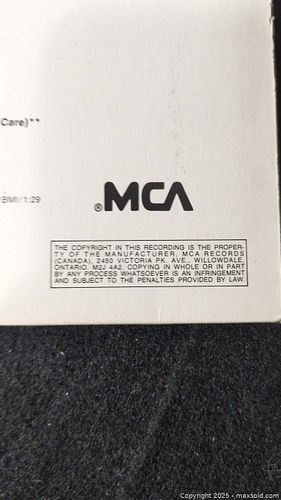 Care)**
BMI/1:29
®MCA
THE COPYRIGHT IN THIS RECORDING IS THE PROPER-
TY OF THE MANUFACTURER, MCA RECORDS
(CANADA), 2450 VICTORIA PK. AVE., WILLOWDALE,
ONTARIO. M2J 4A2. COPYING IN WHOLE OR IN PART
BY ANY PROCESS WHATSOEVER IS AN INFRINGEMENT
AND SUBJECT TO THE PENALTIES PROVIDED BY LAW.
Copyright © 2025 - www.maxsold.com